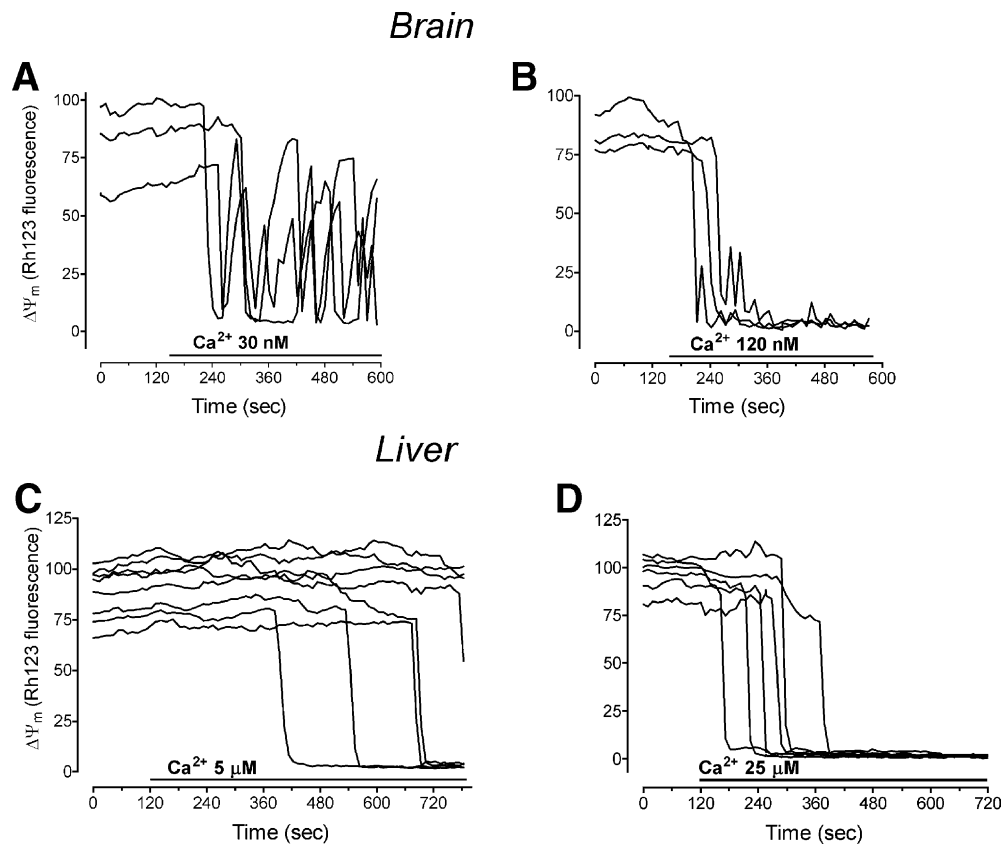 Brain
A
B
ΔΨm (Rh123 fluorescence)
100
75
50
25
0
Ca²⁺ 30 nM
0 120 240 360 480 600
Time (sec)
100
75
50
25
0
Ca²⁺ 120 nM
0 120 240 360 480 600
Time (sec)
Liver
C
D
ΔΨm (Rh123 fluorescence)
125
100
75
50
25
0
Ca²⁺ 5 μM
0 120 240 360 480 600 720
Time (sec)
125
100
75
50
25
0
Ca²⁺ 25 μM
0 120 240 360 480 600 720
Time (sec)